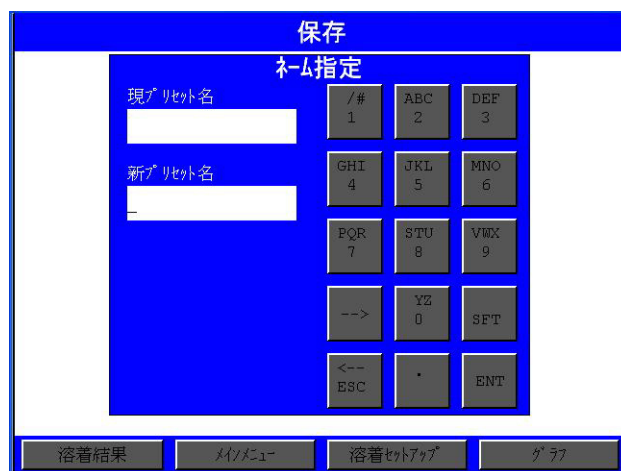 保存
ﾈｰﾑ指定
現ﾌﾟﾘｾｯﾄ名
新ﾌﾟﾘｾｯﾄ名
_
/# ABC DEF
1 2 3
GHI JKL MNO
4 5 6
PQR STU VWX
7 8 9
--> YZ SFT
0
<-- . ENT
ESC
溶着結果 ﾒｲﾝﾒﾆｭｰ 溶着ｾｯﾄｱｯﾌﾟ ｸﾞﾗﾌ